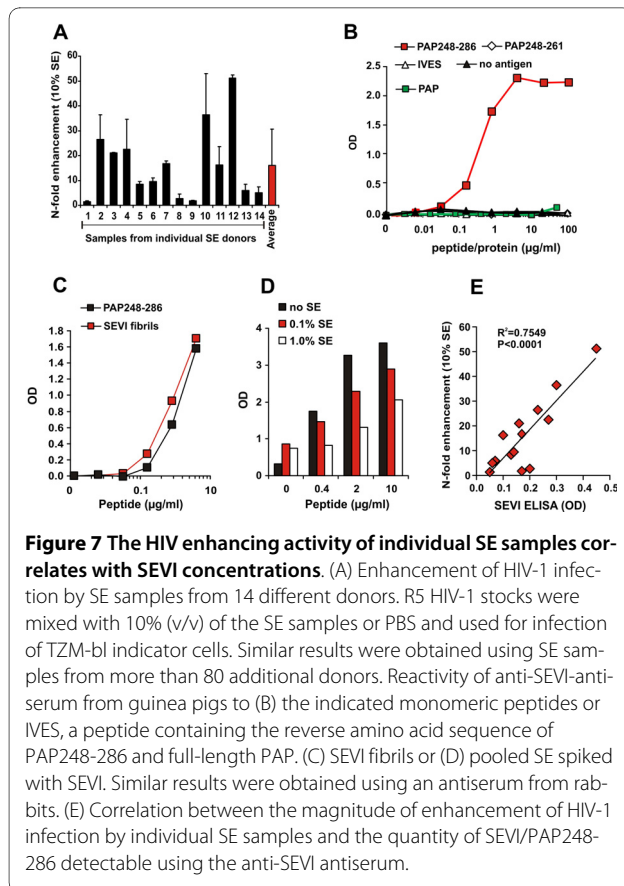 A
N-fold enhancement (10% SE)
60
50
40
30
20
10
0
1 2 3 4 5 6 7 8 9 10 11 12 13 14
Average
Samples from individual SE donors
B
PAP248-286 PAP248-261
IVES no antigen
PAP
OD
2.5
2.0
1.5
1.0
0.5
0.0
0 0.01 0.1 1 10 100
peptide/protein (µg/ml)
C
PAP248-286
SEVI fibrils
OD
1.8
1.6
1.4
1.2
1.0
0.8
0.6
0.4
0.2
0.0
0 0.1 10
Peptide (µg/ml)
D
no SE
0.1% SE
1.0% SE
OD
4
3
2
1
0
0 0.4 2 10
Peptide (µg/ml)
E
R²=0.7549
P<0.0001
N-fold enhancement (10% SE)
60
50
40
30
20
10
0
0.0 0.1 0.2 0.3 0.4 0.5
SEVI ELISA (OD)
Figure 7 The HIV enhancing activity of individual SE samples cor-
relates with SEVI concentrations. (A) Enhancement of HIV-1 infec-
tion by SE samples from 14 different donors. R5 HIV-1 stocks were
mixed with 10% (v/v) of the SE samples or PBS and used for infection
of TZM-bl indicator cells. Similar results were obtained using SE sam-
ples from more than 80 additional donors. Reactivity of anti-SEVI-anti-
serum from guinea pigs to (B) the indicated monomeric peptides or
IVES, a peptide containing the reverse amino acid sequence of
PAP248-286 and full-length PAP. (C) SEVI fibrils or (D) pooled SE spiked
with SEVI. Similar results were obtained using an antiserum from rab-
bits. (E) Correlation between the magnitude of enhancement of HIV-1
infection by individual SE samples and the quantity of SEVI/PAP248-
286 detectable using the anti-SEVI antiserum.